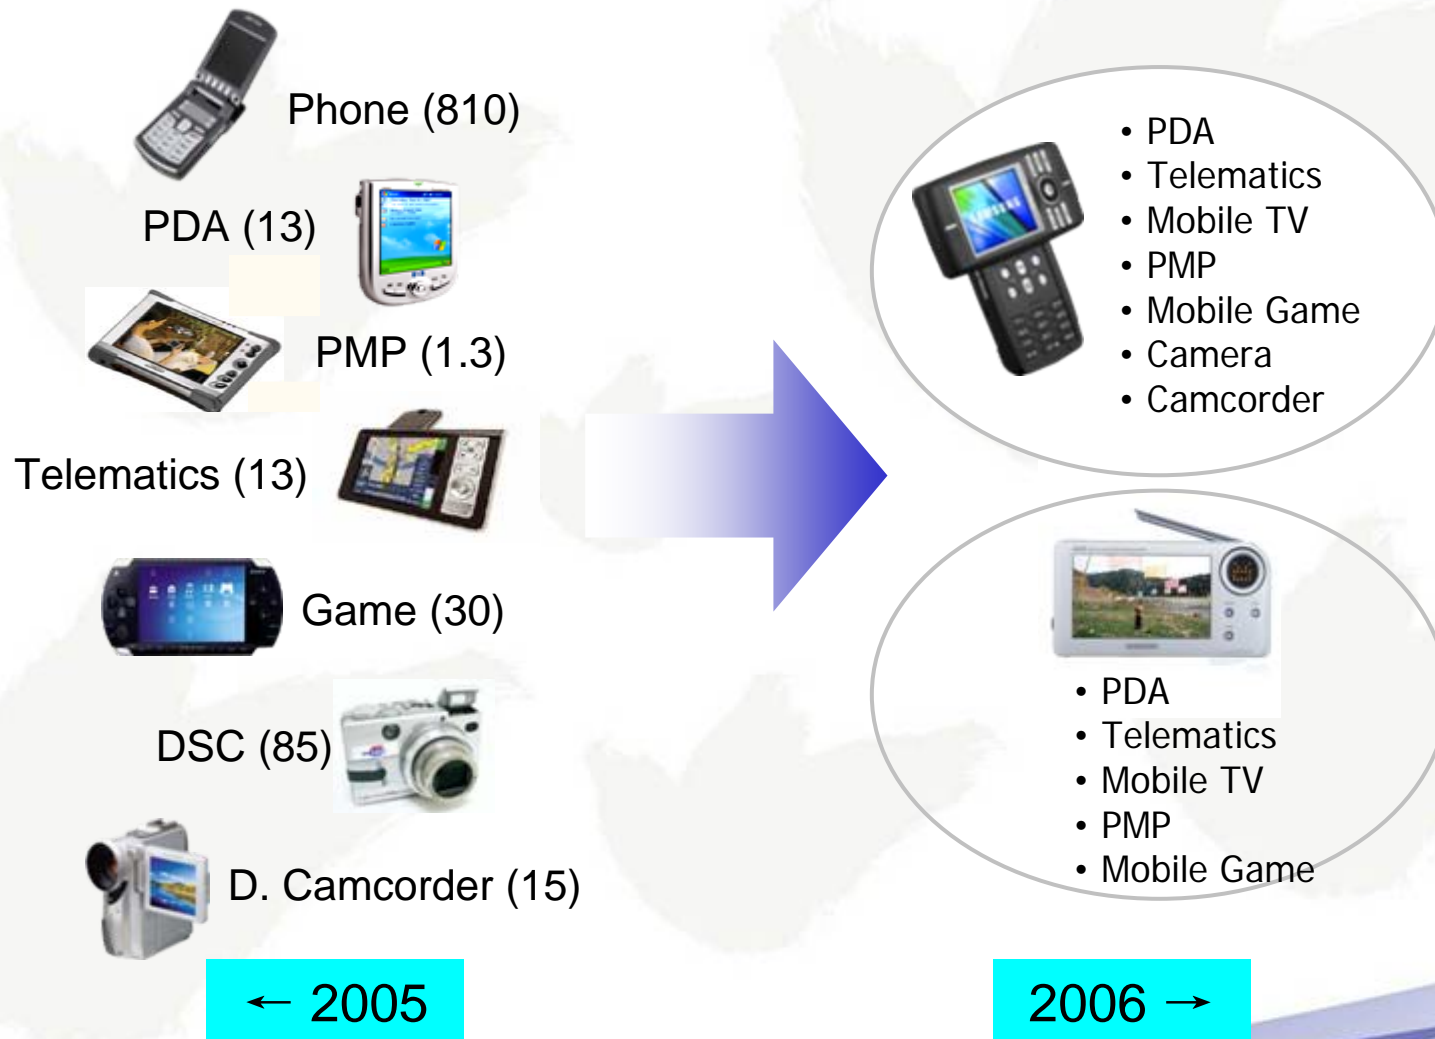 Phone (810)
PDA (13)
PMP (1.3)
Telematics (13)
Game (30)
DSC (85)
D. Camcorder (15)
← 2005
SAMSUNG
• PDA
• Telematics
• Mobile TV
• PMP
• Mobile Game
• Camera
• Camcorder
• PDA
• Telematics
• Mobile TV
• PMP
• Mobile Game
2006 →